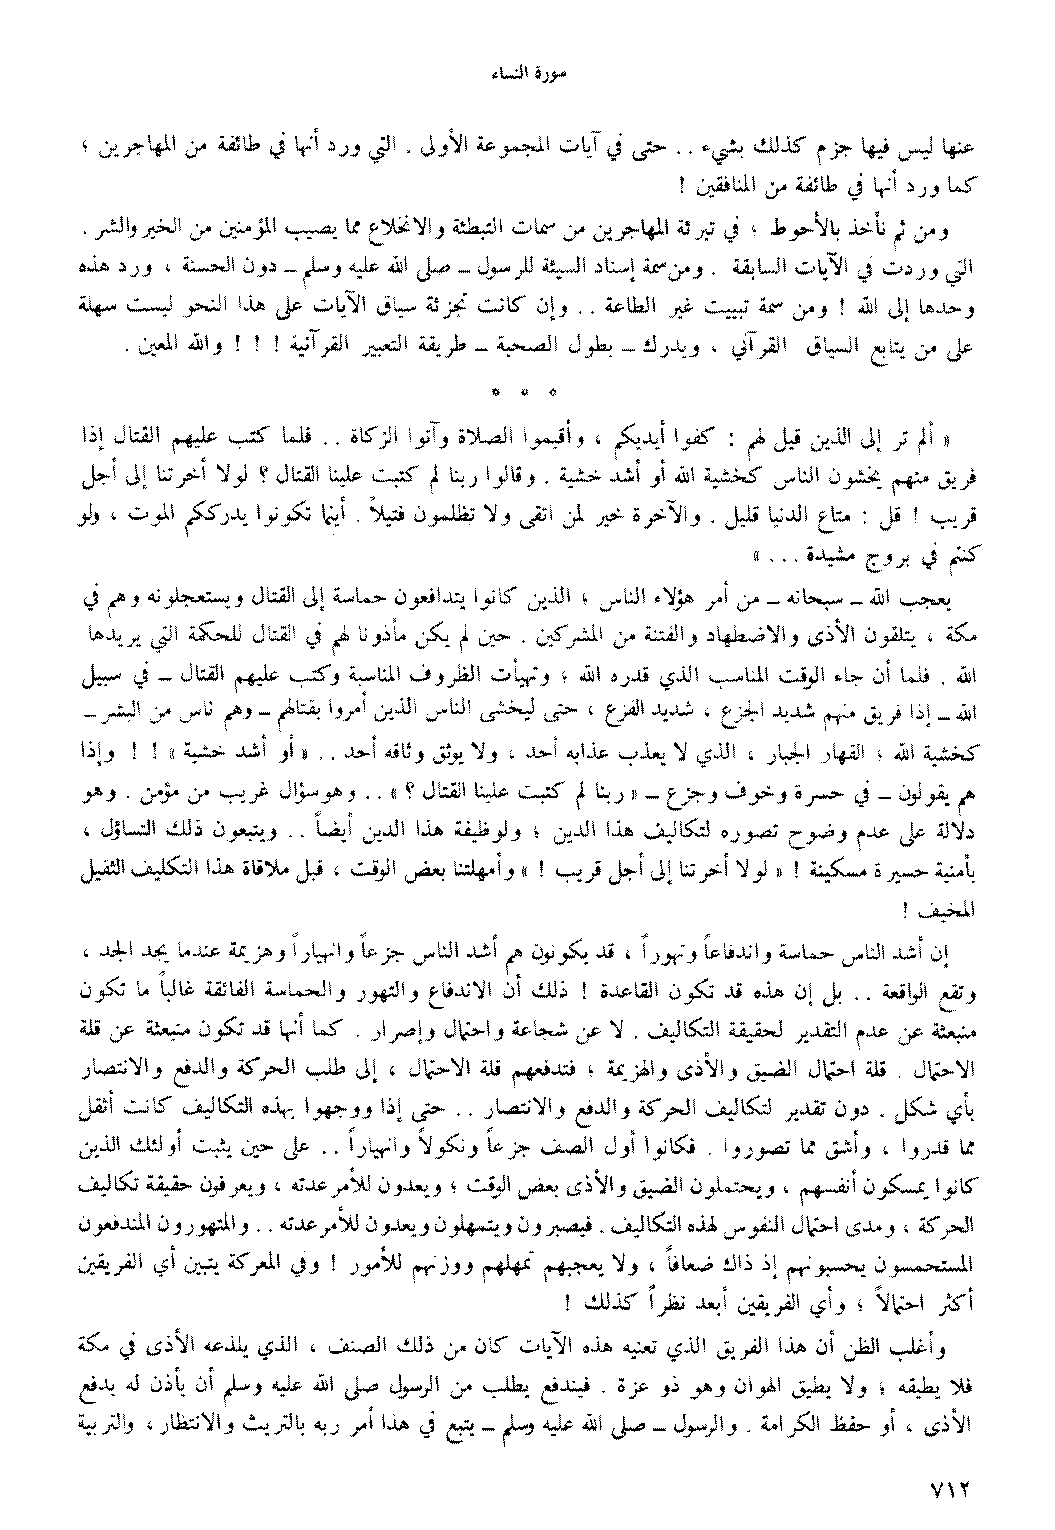 سورة النساء
عنها ليس فيها جزم كذلك بشيء .. حتى في آيات المجموعة الأولى . التي ورد أنها في طائفة من المهاجرين ؛
كما ورد أنها في طائفة من المنافقين !
ومن ثم نأخذ بالأحوط ، في تبرئة المهاجرين من سمات التبطئة والانخلاع مما يصيب المؤمنين من الخير والشر .
التي وردت في الآيات السابقة . ومن سمة إسناد السيئة للرسول – صلى الله عليه وسلم – دون الحسنة ، ورد هذه
وحدها إلى الله ! ومن سمة تبييت غير الطاعة .. وإن كانت تجزئة سياق الآيات على هذا النحو ليست سهلة
على من يتابع السياق القرآني ، ويدرك – بطول الصحبة – طريقة التعبير القرآنية ! ! ! والله المعين .
* * *
« ألم تر إلى الذين قيل لهم : كفوا أيديكم ، وأقيموا الصلاة وآتوا الزكاة .. فلما كتب عليهم القتال إذا
فريق منهم يخشون الناس كخشية الله أو أشد خشية . وقالوا ربنا لم كتبت علينا القتال ؟ لولا أخرتنا إلى أجل
قريب ! قل : متاع الدنيا قليل . والآخرة خير لمن اتقى ولا تظلمون فتيلاً . أينما تكونوا يدرككم الموت ، ولو
كنتم في بروج مشيدة ... »
يعجب الله – سبحانه – من أمر هؤلاء الناس ؛ الذين كانوا يتدافعون حماسة إلى القتال ويستعجلونه وهم في
مكة ، يتلقون الأذى والاضطهاد والفتنة من المشركين . حين لم يكن مأذونا لهم في القتال للحكمة التي يريدها
الله . فلما أن جاء الوقت المناسب الذي قدره الله ؛ وتهيأت الظروف المناسبة وكتب عليهم القتال – في سبيل
الله – إذا فريق منهم شديد الجزع ، شديد الفزع ، حتى ليخشى الناس الذين أمروا بقتالهم – وهم ناس من البشر –
كخشية الله ؛ القهار الجبار ، الذي لا يعذب عذابه أحد ، ولا يوثق وثاقه أحد .. « أو أشد خشية » ! ! وإذا
هم يقولون – في حسرة وخوف وجزع – « ربنا لم كتبت علينا القتال ؟ » .. وهو سؤال غريب من مؤمن . وهو
دلالة على عدم وضوح تصوره لتكاليف هذا الدين ؛ ولوظيفة هذا الدين أيضاً .. ويتبعون ذلك التساؤل ،
بأمنية حسيرة مسكينة ! « لولا أخرتنا إلى أجل قريب ! » وأمهلتنا بعض الوقت ، قبل ملاقاة هذا التكليف الثقيل
المخيف !
إن أشد الناس حماسة واندفاعاً وتهوراً ، قد يكونون هم أشد الناس جزعاً وانهياراً وهزيمة عندما يجد الجد ،
وتقع الواقعة .. بل إن هذه قد تكون القاعدة ! ذلك أن الاندفاع والتهور والحماسة الفائقة غالباً ما تكون
منبعثة عن عدم التقدير لحقيقة التكاليف . لا عن شجاعة واحتمال وإصرار . كما أنها قد تكون منبعثة عن قلة
الاحتمال . قلة احتمال الضيق والأذى والهزيمة ؛ فتدفعهم قلة الاحتمال ، إلى طلب الحركة والدفع والانتصار
بأي شكل . دون تقدير لتكاليف الحركة والدفع والانتصار .. حتى إذا ووجهوا بهذه التكاليف كانت أثقل
مما قدروا ، وأشق مما تصوروا . فكانوا أول الصف جزعاً ونكولاً وانهياراً .. على حين يثبت أولئك الذين
كانوا يمسكون أنفسهم ، ويحتملون الضيق والأذى بعض الوقت ؛ ويعدون للأمر عدته ، ويعرفون حقيقة تكاليف
الحركة ، ومدى احتمال النفوس لهذه التكاليف . فيصبرون ويتمهلون ويعدون للأمر عدته .. والمتهورون المندفعون
المتحمسون يحسبونهم إذ ذاك ضعافاً ، ولا يعجبهم تمهلهم ووزنهم للأمور ! وفي المعركة يتبين أي الفريقين
أكثر احتمالاً ؛ وأي الفريقين أبعد نظراً كذلك !
وأغلب الظن أن هذا الفريق الذي تعنيه هذه الآيات كان من ذلك الصنف ، الذي يلذعه الأذى في مكة
فلا يطيقه ؛ ولا يطيق الهوان وهو ذو عزة . فيندفع يطلب من الرسول صلى الله عليه وسلم أن يأذن له بدفع
الأذى ، أو حفظ الكرامة . والرسول – صلى الله عليه وسلم – يتبع في هذا أمر ربه بالتريث والانتظار ، والتربية
٧١٢